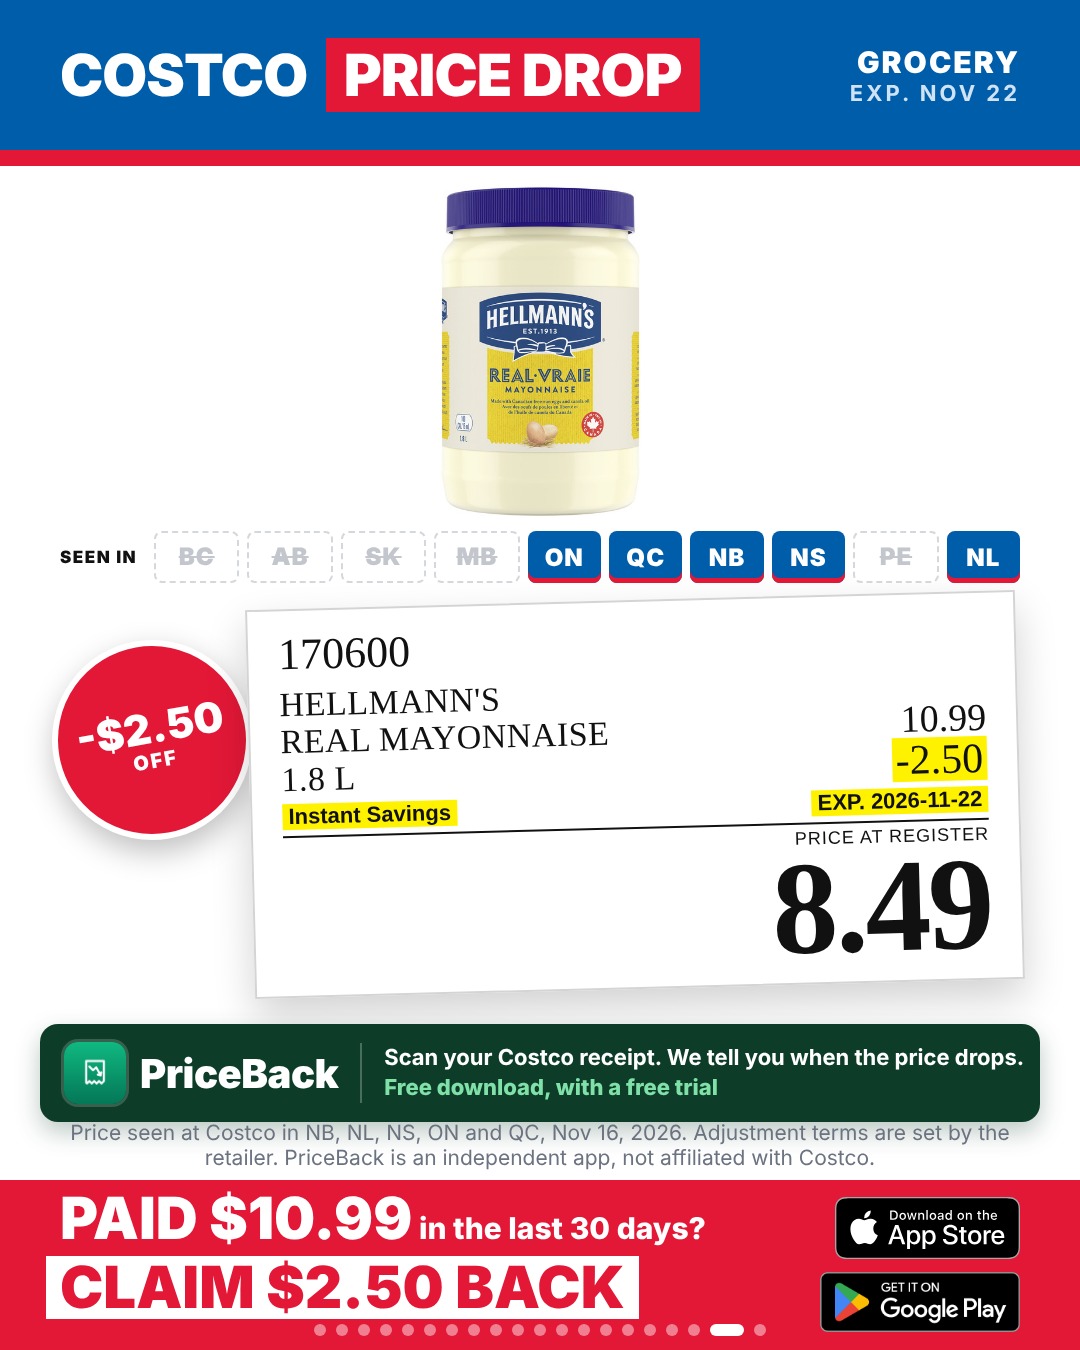 COSTCO PRICE DROP
GROCERY
EXP. NOV 22
HELLMANN'S
EST.1913
REAL·VRAIE
MAYONNAISE
1.8 L
SEEN IN BC AB SK MB ON QC NB NS PE NL
-$2.50
OFF
170600
HELLMANN'S
REAL MAYONNAISE
1.8 L
Instant Savings
10.99
-2.50
EXP. 2026-11-22
PRICE AT REGISTER
8.49
PriceBack
Scan your Costco receipt. We tell you when the price drops.
Free download, with a free trial
Price seen at Costco in NB, NL, NS, ON and QC, Nov 16, 2026. Adjustment terms are set by the
retailer. PriceBack is an independent app, not affiliated with Costco.
PAID $10.99 in the last 30 days?
CLAIM $2.50 BACK
Download on the
App Store
GET IT ON
Google Play